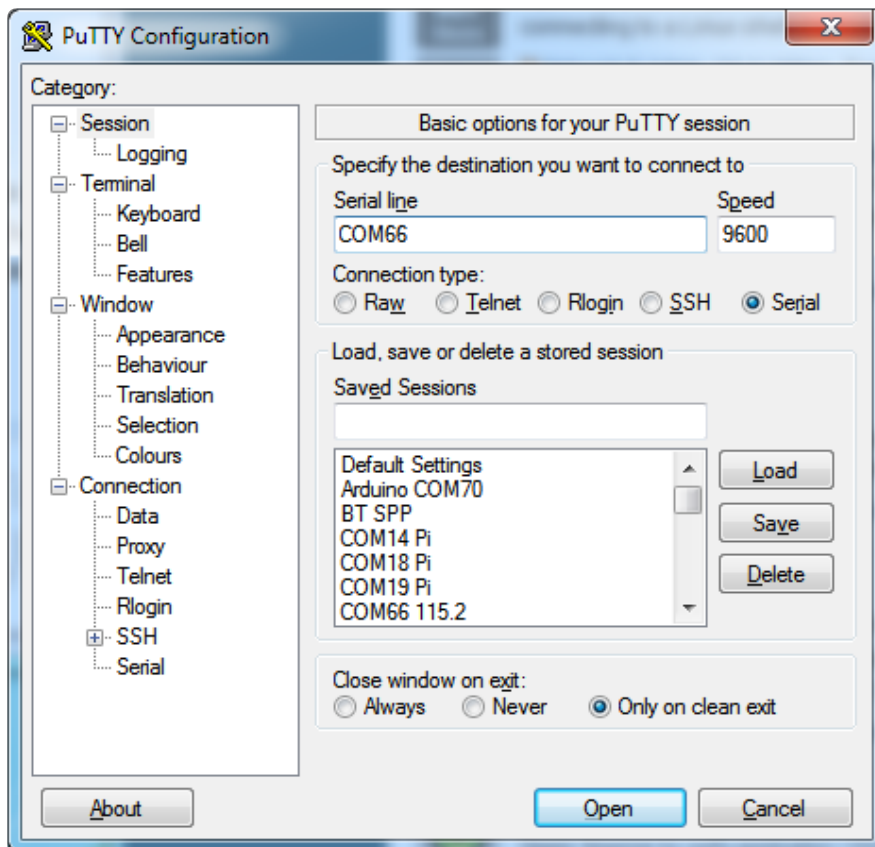 PuTTY Configuration
Category:
Session
Logging
Terminal
Keyboard
Bell
Features
Window
Appearance
Behaviour
Translation
Selection
Colours
Connection
Data
Proxy
Telnet
Rlogin
SSH
Serial
Basic options for your PuTTY session
Specify the destination you want to connect to
Serial line Speed
COM66 9600
Connection type:
Raw Telnet Rlogin SSH Serial
Load, save or delete a stored session
Saved Sessions
Default Settings
Arduino COM70
BT SPP
COM14 Pi
COM18 Pi
COM19 Pi
COM66 115.2
Load
Save
Delete
Close window on exit:
Always Never Only on clean exit
About Open Cancel